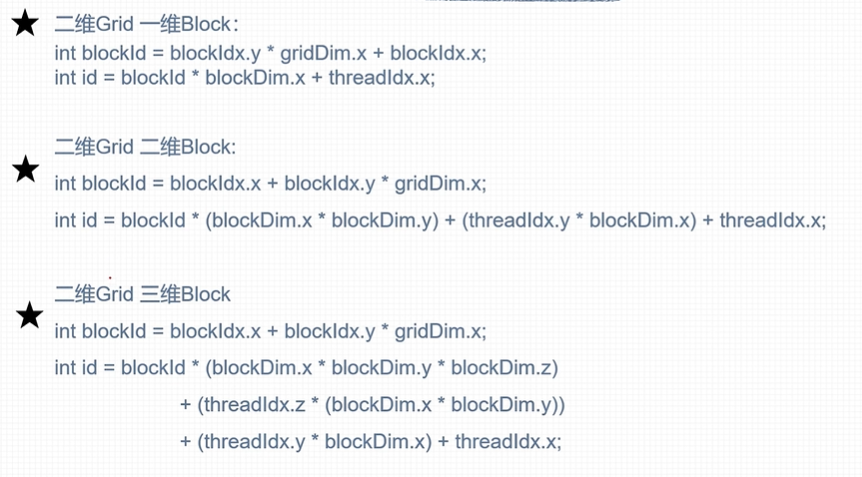 二维Grid 一维Block：
int blockId = blockIdx.y * gridDim.x + blockIdx.x;
int id = blockId * blockDim.x + threadIdx.x;
二维Grid 二维Block:
int blockId = blockIdx.x + blockIdx.y * gridDim.x;
int id = blockId * (blockDim.x * blockDim.y) + (threadIdx.y * blockDim.x) + threadIdx.x;
二维Grid 三维Block
int blockId = blockIdx.x + blockIdx.y * gridDim.x;
int id = blockId * (blockDim.x * blockDim.y * blockDim.z)
+ (threadIdx.z * (blockDim.x * blockDim.y))
+ (threadIdx.y * blockDim.x) + threadIdx.x;